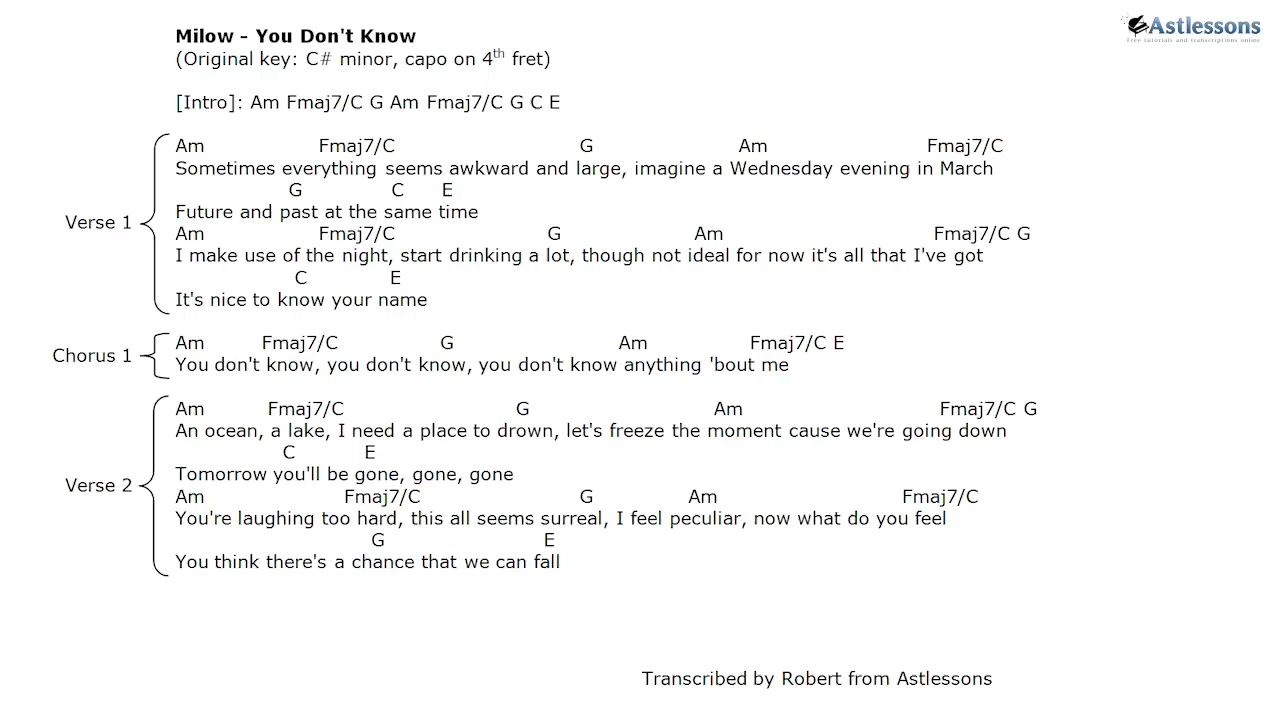 Astlessons
Free tutorials and transcriptions online
Milow - You Don't Know
(Original key: C# minor, capo on 4th fret)
[Intro]: Am Fmaj7/C G Am Fmaj7/C G C E
Verse 1
Am Fmaj7/C G Am Fmaj7/C
Sometimes everything seems awkward and large, imagine a Wednesday evening in March
G C E
Future and past at the same time
Am Fmaj7/C G Am Fmaj7/C G
I make use of the night, start drinking a lot, though not ideal for now it's all that I've got
C E
It's nice to know your name
Chorus 1
Am Fmaj7/C G Am Fmaj7/C E
You don't know, you don't know, you don't know anything 'bout me
Verse 2
Am Fmaj7/C G Am Fmaj7/C G
An ocean, a lake, I need a place to drown, let's freeze the moment cause we're going down
C E
Tomorrow you'll be gone, gone, gone
Am Fmaj7/C G Am Fmaj7/C
You're laughing too hard, this all seems surreal, I feel peculiar, now what do you feel
G E
You think there's a chance that we can fall
Transcribed by Robert from Astlessons